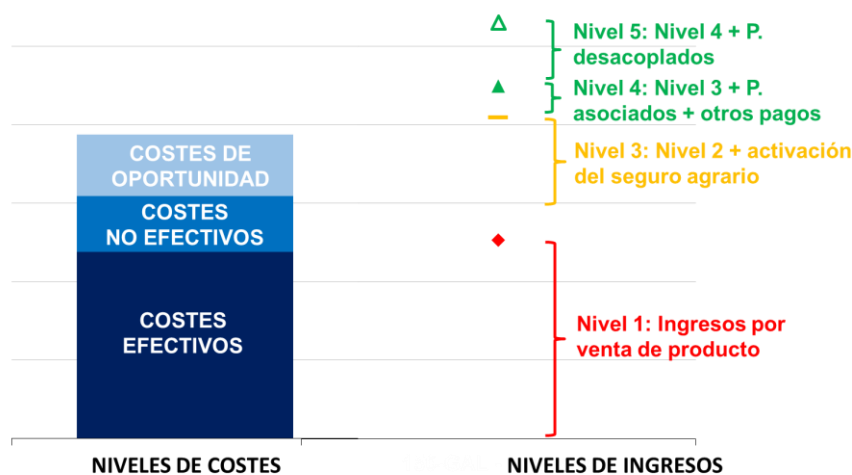 Nivel 5: Nivel 4 + P.
desacoplados
Nivel 4: Nivel 3 + P.
asociados + otros pagos
Nivel 3: Nivel 2 + activación
del seguro agrario
COSTES DE
OPORTUNIDAD
COSTES
NO EFECTIVOS
COSTES
EFECTIVOS
Nivel 1: Ingresos por
venta de producto
NIVELES DE COSTES
NIVELES DE INGRESOS